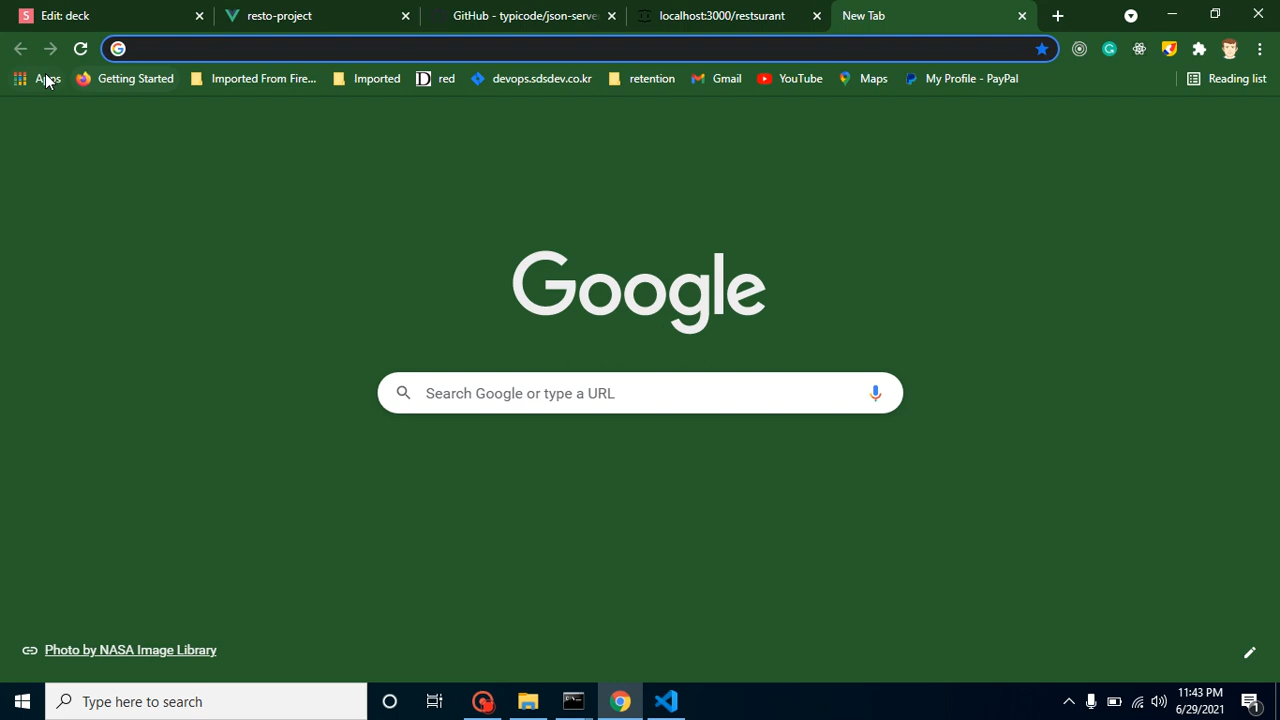 Edit: deck
resto-project
GitHub - typicode/json-serve
localhost:3000/restsurant
New Tab
Apps
Getting Started
Imported From Fire...
Imported
red
devops.sdsdev.co.kr
retention
Gmail
YouTube
Maps
My Profile - PayPal
Reading list
Google
Search Google or type a URL
Photo by NASA Image Library
Type here to search
11:43 PM
6/29/2021
1